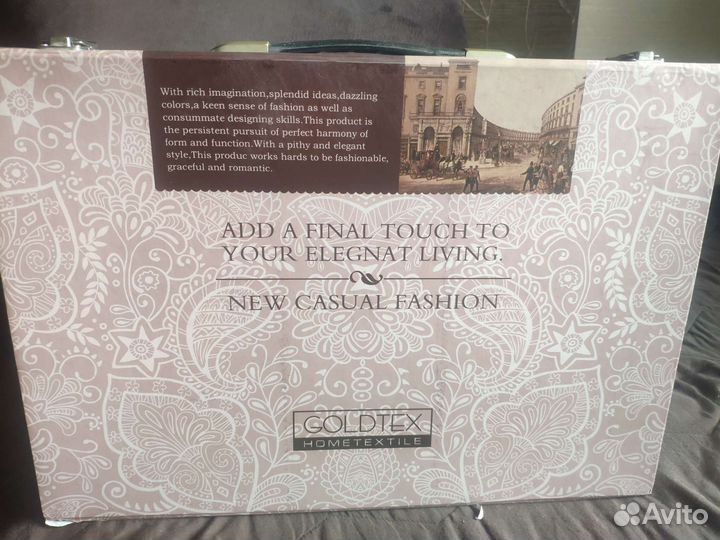 With rich imagination,splendid ideas,dazzling
colors,a keen sense of fashion as well as
consummate designing skills.This product is
the persistent pursuit of perfect harmony of
form and function.With a pithy and elegant
style,This produc works hards to be fashionable,
graceful and romantic.
ADD A FINAL TOUCH TO
YOUR ELEGNAT LIVING.
NEW CASUAL FASHION
GOLDTEX
HOMETEXTILE
Avito